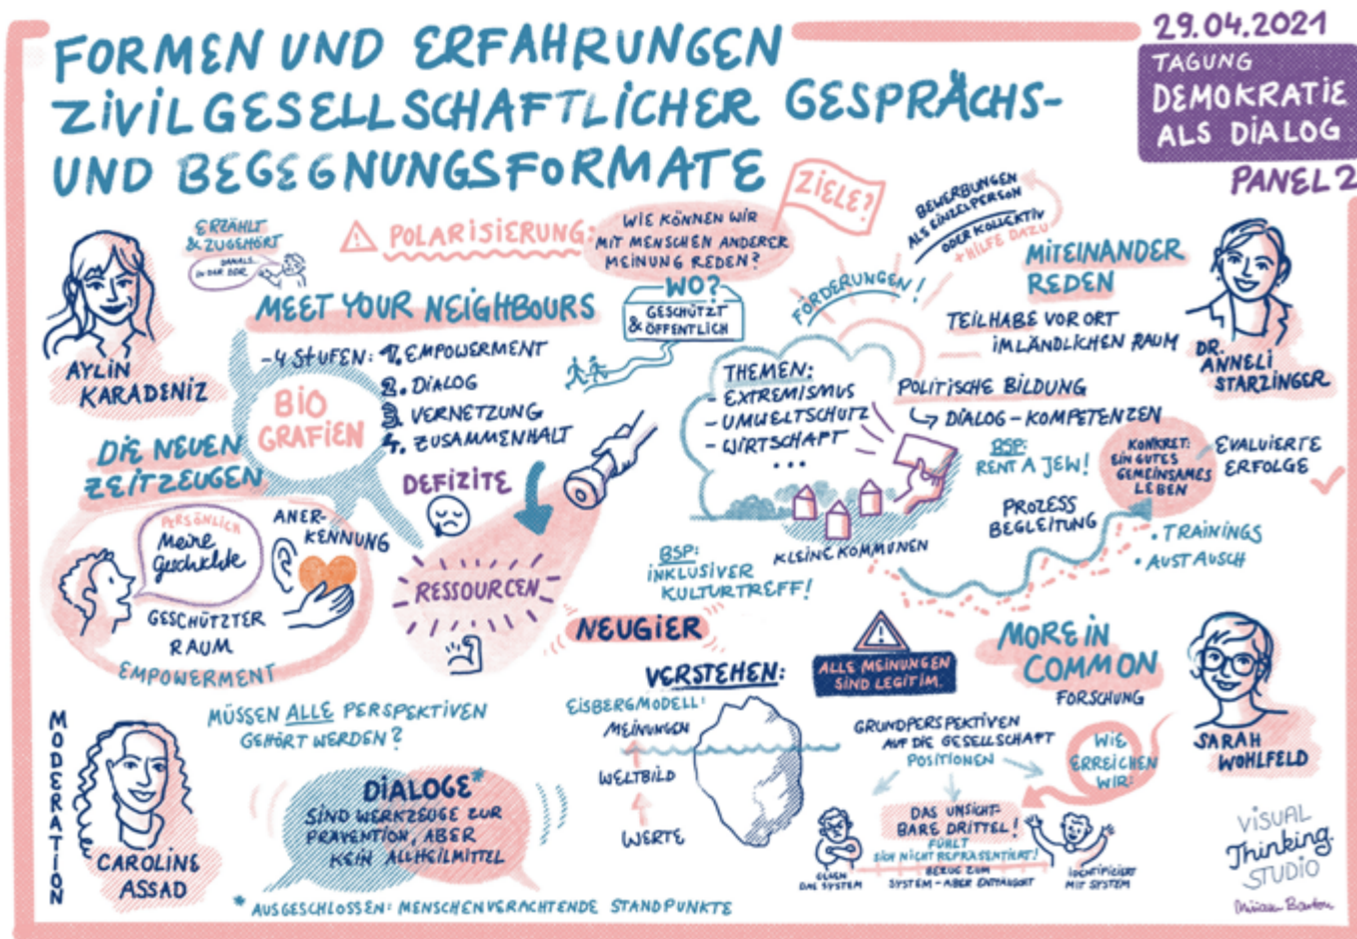 FORMEN UND ERFAHRUNGEN
ZIVILGESELLSCHAFTLICHER GESPRÄCHS-
UND BEGEGNUNGSFORMATE
29.04.2021
TAGUNG
DEMOKRATIE
ALS DIALOG
PANEL 2
ERZÄHLT
& ZUGEHÖRT
DAMALS
IN DER DDR
AYLIN
KARADENIZ
POLARISIERUNG:
WIE KÖNNEN WIR
MIT MENSCHEN ANDERER
MEINUNG REDEN?
ZIELE?
WO?
GESCHÜTZT
& ÖFFENTLICH
MEET YOUR NEIGHBOURS
- 4 STUFEN: 1. EMPOWERMENT
2. DIALOG
3. VERNETZUNG
4. ZUSAMMENHALT
BIO
GRAFIEN
DIE NEUEN
ZEITZEUGEN
PERSÖNLICH
Meine
Geschichte
ANER-
KENNUNG
GESCHÜTZTER
RAUM
EMPOWERMENT
DEFIZITE
RESSOURCEN
BEWERBUNGEN
ALS EINZELPERSON
ODER KOLLEKTIV
+ HILFE DAZU
FÖRDERUNGEN!
MITEINANDER
REDEN
TEILHABE VOR ORT
IM LÄNDLICHEN RAUM
DR.
ANNELI
STARZINGER
THEMEN:
- EXTREMISMUS
- UMWELTSCHUTZ
- WIRTSCHAFT
...
KLEINE KOMMUNEN
POLITISCHE BILDUNG
DIALOG-KOMPETENZEN
BSP:
RENT A JEW!
KONKRET:
EIN GUTES
GEMEINSAMES
LEBEN
EVALUIERTE
ERFOLGE
PROZESS
BEGLEITUNG
• TRAININGS
• AUSTAUSCH
BSP:
INKLUSIVER
KULTURTREFF!
NEUGIER
VERSTEHEN:
EISBERGMODELL:
MEINUNGEN
WELTBILD
WERTE
ALLE MEINUNGEN
SIND LEGITIM.
MORE IN
COMMON
FORSCHUNG
SARAH
WOHLFELD
GRUNDPERSPEKTIVEN
AUF DIE GESELLSCHAFT
POSITIONEN
WIE
ERREICHEN
WIR:
DAS UNSICHT-
BARE DRITTEL!
FÜHLT
SICH NICHT REPRÄSENTIERT!
BEZUG ZUM
SYSTEM - ABER ENTTÄUSCHT
GEGEN
DAS SYSTEM
IDENTIFIZIERT
MIT SYSTEM
MODERATION
CAROLINE
ASSAD
MÜSSEN ALLE PERSPEKTIVEN
GEHÖRT WERDEN?
DIALOGE*
SIND WERKZEUGE ZUR
PRÄVENTION, ABER
KEIN ALLHEILMITTEL
* AUSGESCHLOSSEN: MENSCHENVERACHTENDE STANDPUNKTE
VISUAL
Thinking
STUDIO